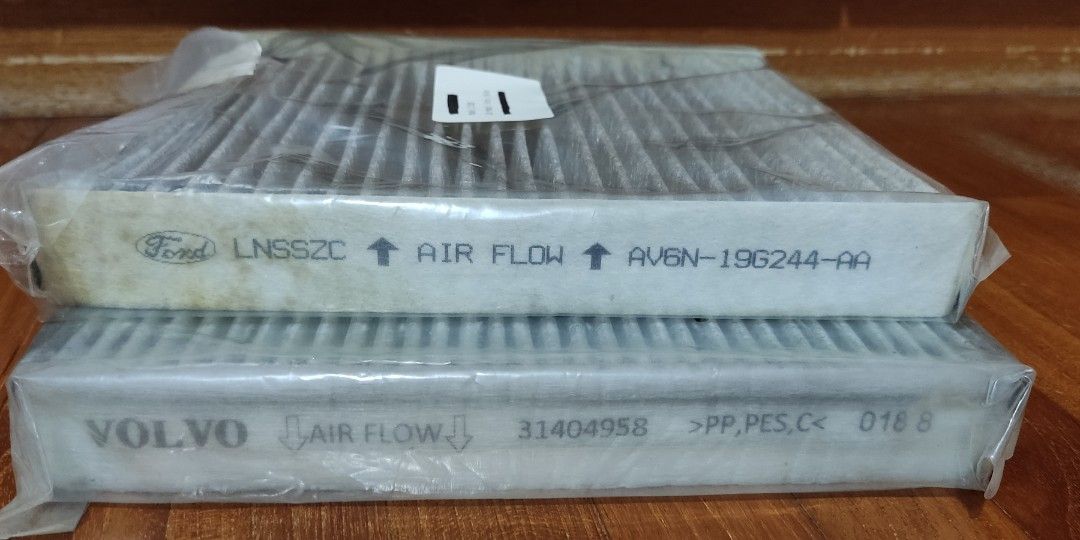 Ford LNSSZC ↑ AIR FLOW ↑ AV6N-19G244-AA
VOLVO ⇩AIR FLOW⇩ 31404958 >PP,PES,C< 018 8